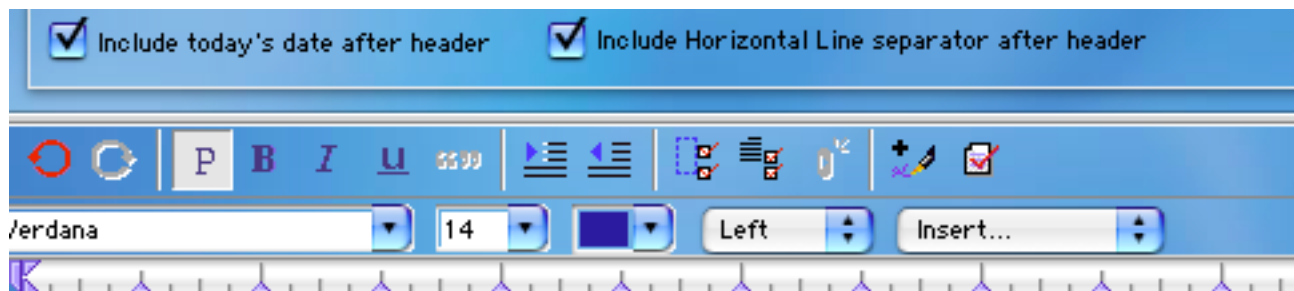 Include today's date after header Include Horizontal Line separator after header
P B I U
Verdana 14 Left Insert...